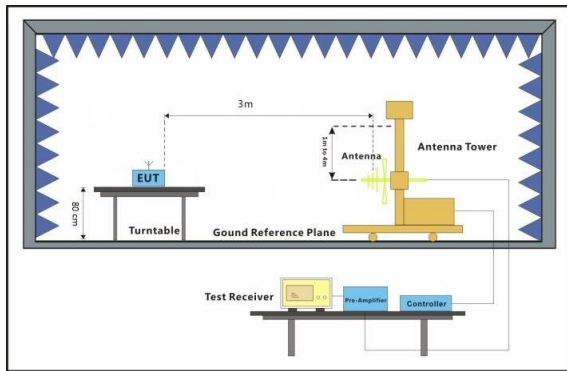 3m
1m to 4m
Antenna
Antenna Tower
EUT
80 cm
Turntable
Gound Reference Plane
Test Receiver
Pre-Amplifier
Controller